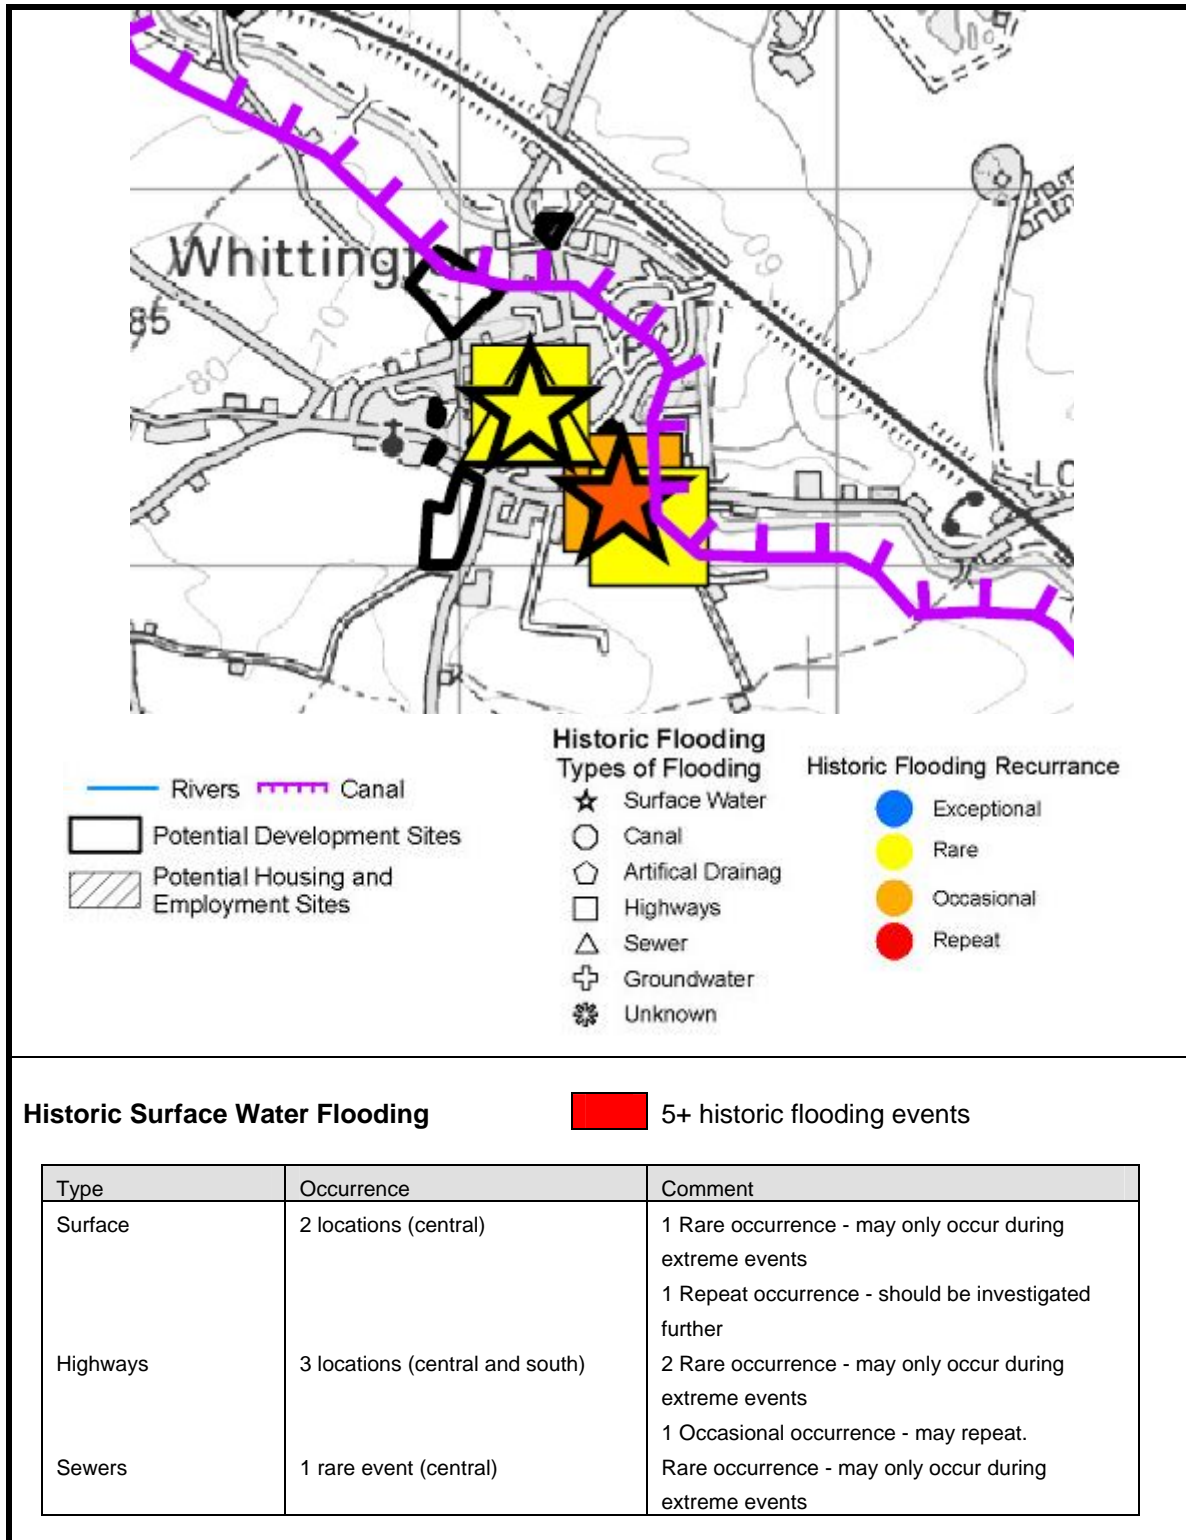 Whittington
85
80
70
60
P
LO
Historic Flooding
Types of Flooding
Historic Flooding Recurrance
Rivers
Canal
Potential Development Sites
Potential Housing and
Employment Sites
Surface Water
Canal
Artifical Drainag
Highways
Sewer
Groundwater
Unknown
Exceptional
Rare
Occasional
Repeat
Historic Surface Water Flooding
5+ historic flooding events
Type Occurrence Comment
Surface 2 locations (central) 1 Rare occurrence - may only occur during
extreme events
1 Repeat occurrence - should be investigated
further
Highways 3 locations (central and south) 2 Rare occurrence - may only occur during
extreme events
1 Occasional occurrence - may repeat.
Sewers 1 rare event (central) Rare occurrence - may only occur during
extreme events